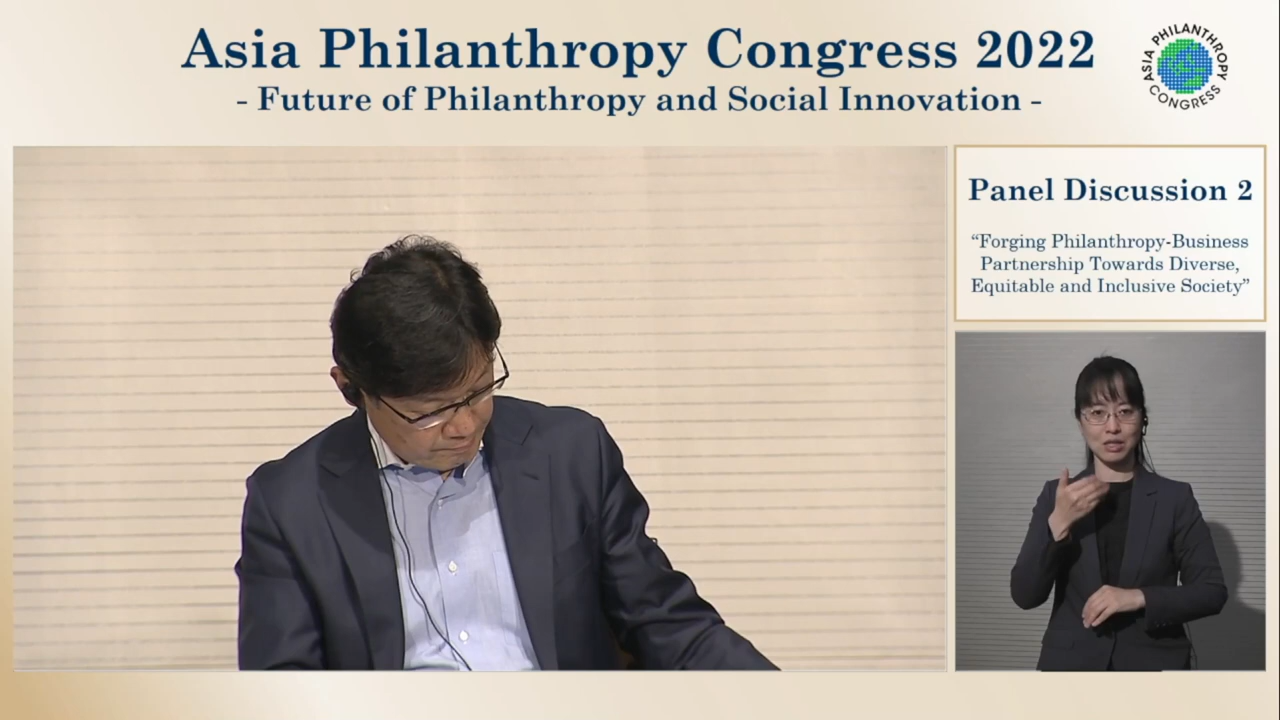 Asia Philanthropy Congress 2022
- Future of Philanthropy and Social Innovation -
ASIA PHILANTHROPY
CONGRESS
Panel Discussion 2
“Forging Philanthropy-Business
Partnership Towards Diverse,
Equitable and Inclusive Society”